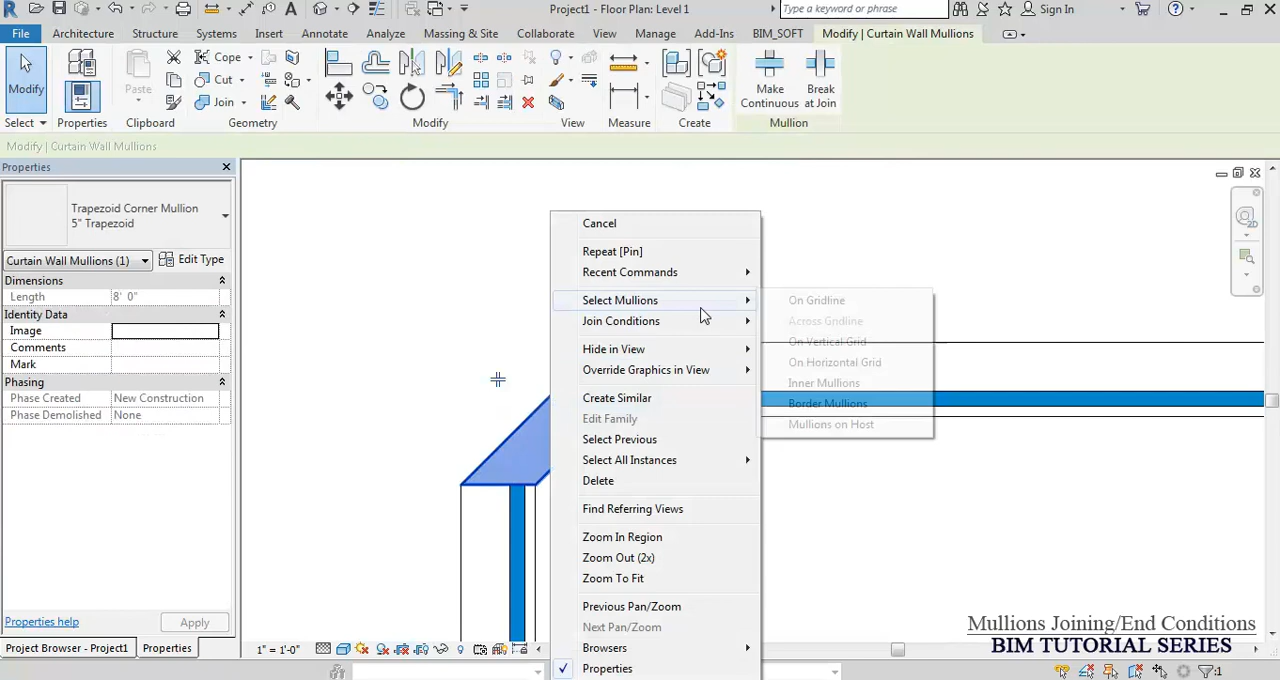 Project1 - Floor Plan: Level 1
Type a keyword or phrase
Sign In
File Architecture Structure Systems Insert Annotate Analyze Massing & Site Collaborate View Manage Add-Ins BIM_SOFT Modify | Curtain Wall Mullions
Modify
Paste
Cope
Cut
Join
Make Continuous
Break at Join
Select Properties Clipboard Geometry Modify View Measure Create Mullion
Modify | Curtain Wall Mullions
Properties
Trapezoid Corner Mullion
5" Trapezoid
Curtain Wall Mullions (1) Edit Type
Dimensions
Length 8' 0"
Identity Data
Image
Comments
Mark
Phasing
Phase Created New Construction
Phase Demolished None
Properties help Apply
Project Browser - Project1 Properties
Cancel
Repeat [Pin]
Recent Commands
Select Mullions
Join Conditions
Hide in View
Override Graphics in View
Create Similar
Edit Family
Select Previous
Select All Instances
Delete
Find Referring Views
Zoom In Region
Zoom Out (2x)
Zoom To Fit
Previous Pan/Zoom
Next Pan/Zoom
Browsers
Properties
On Gridline
Across Gridline
On Vertical Grid
On Horizontal Grid
Inner Mullions
Border Mullions
Mullions on Host
2D
1" = 1'-0"
Mullions Joining/End Conditions
BIM TUTORIAL SERIES
:1